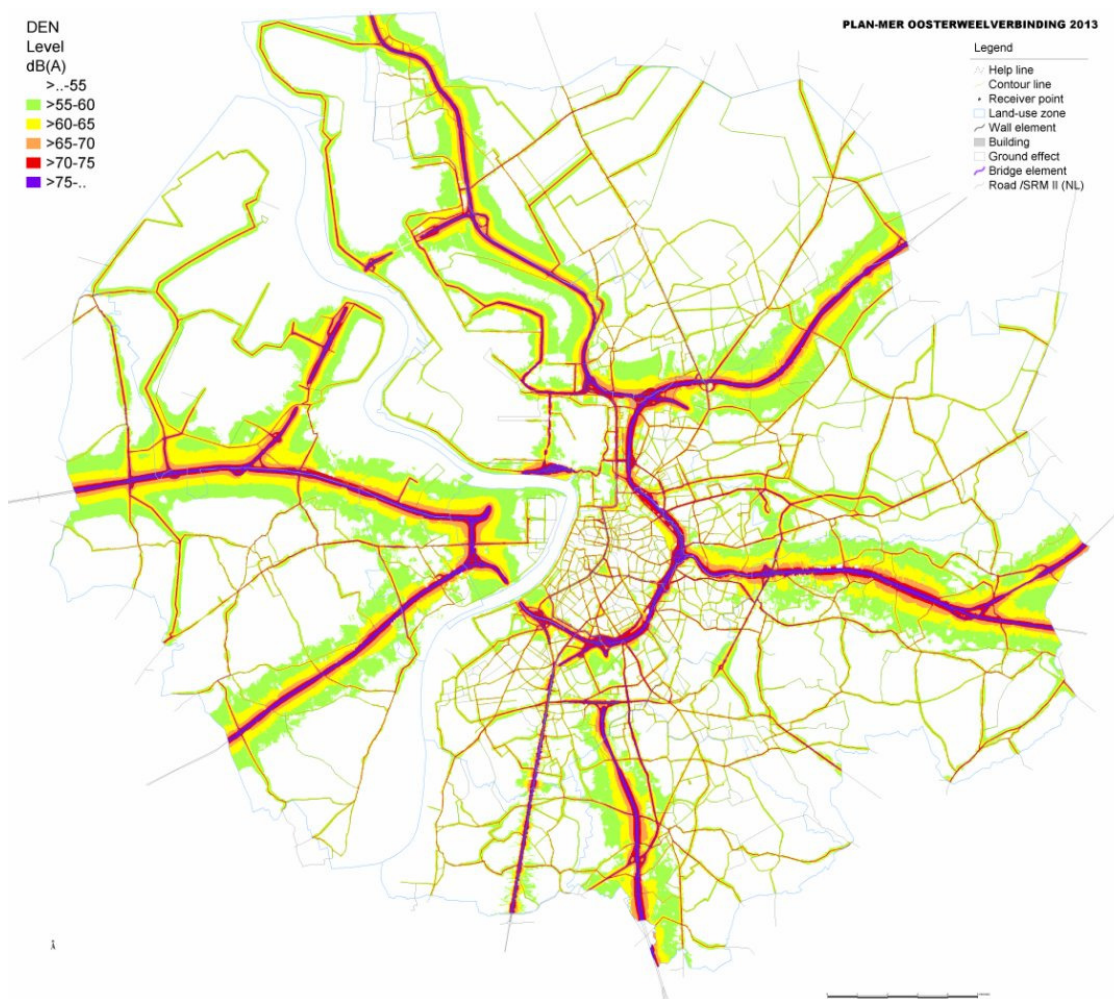 DEN
Level
dB(A)
>..-55
>55-60
>60-65
>65-70
>70-75
>75-..
PLAN-MER OOSTERWEELVERBINDING 2013
Legend
Help line
Contour line
Receiver point
Land-use zone
Wall element
Building
Ground effect
Bridge element
Road /SRM II (NL)